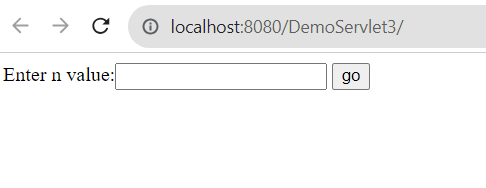 localhost:8080/DemoServlet3/
Enter n value: go